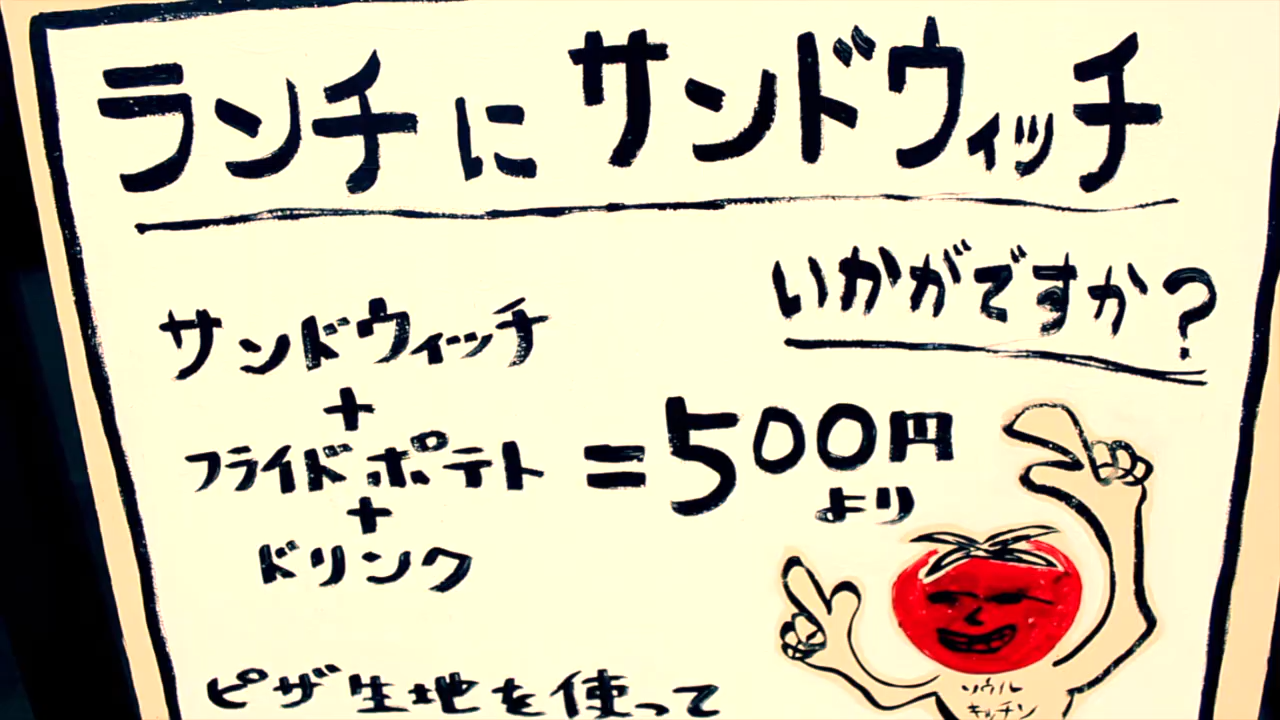 ランチにサンドウィッチ
いかがですか?
サンドウィッチ
+
フライドポテト
+
ドリンク
=500円
より
ピザ生地を使って
ソウル
キッチン